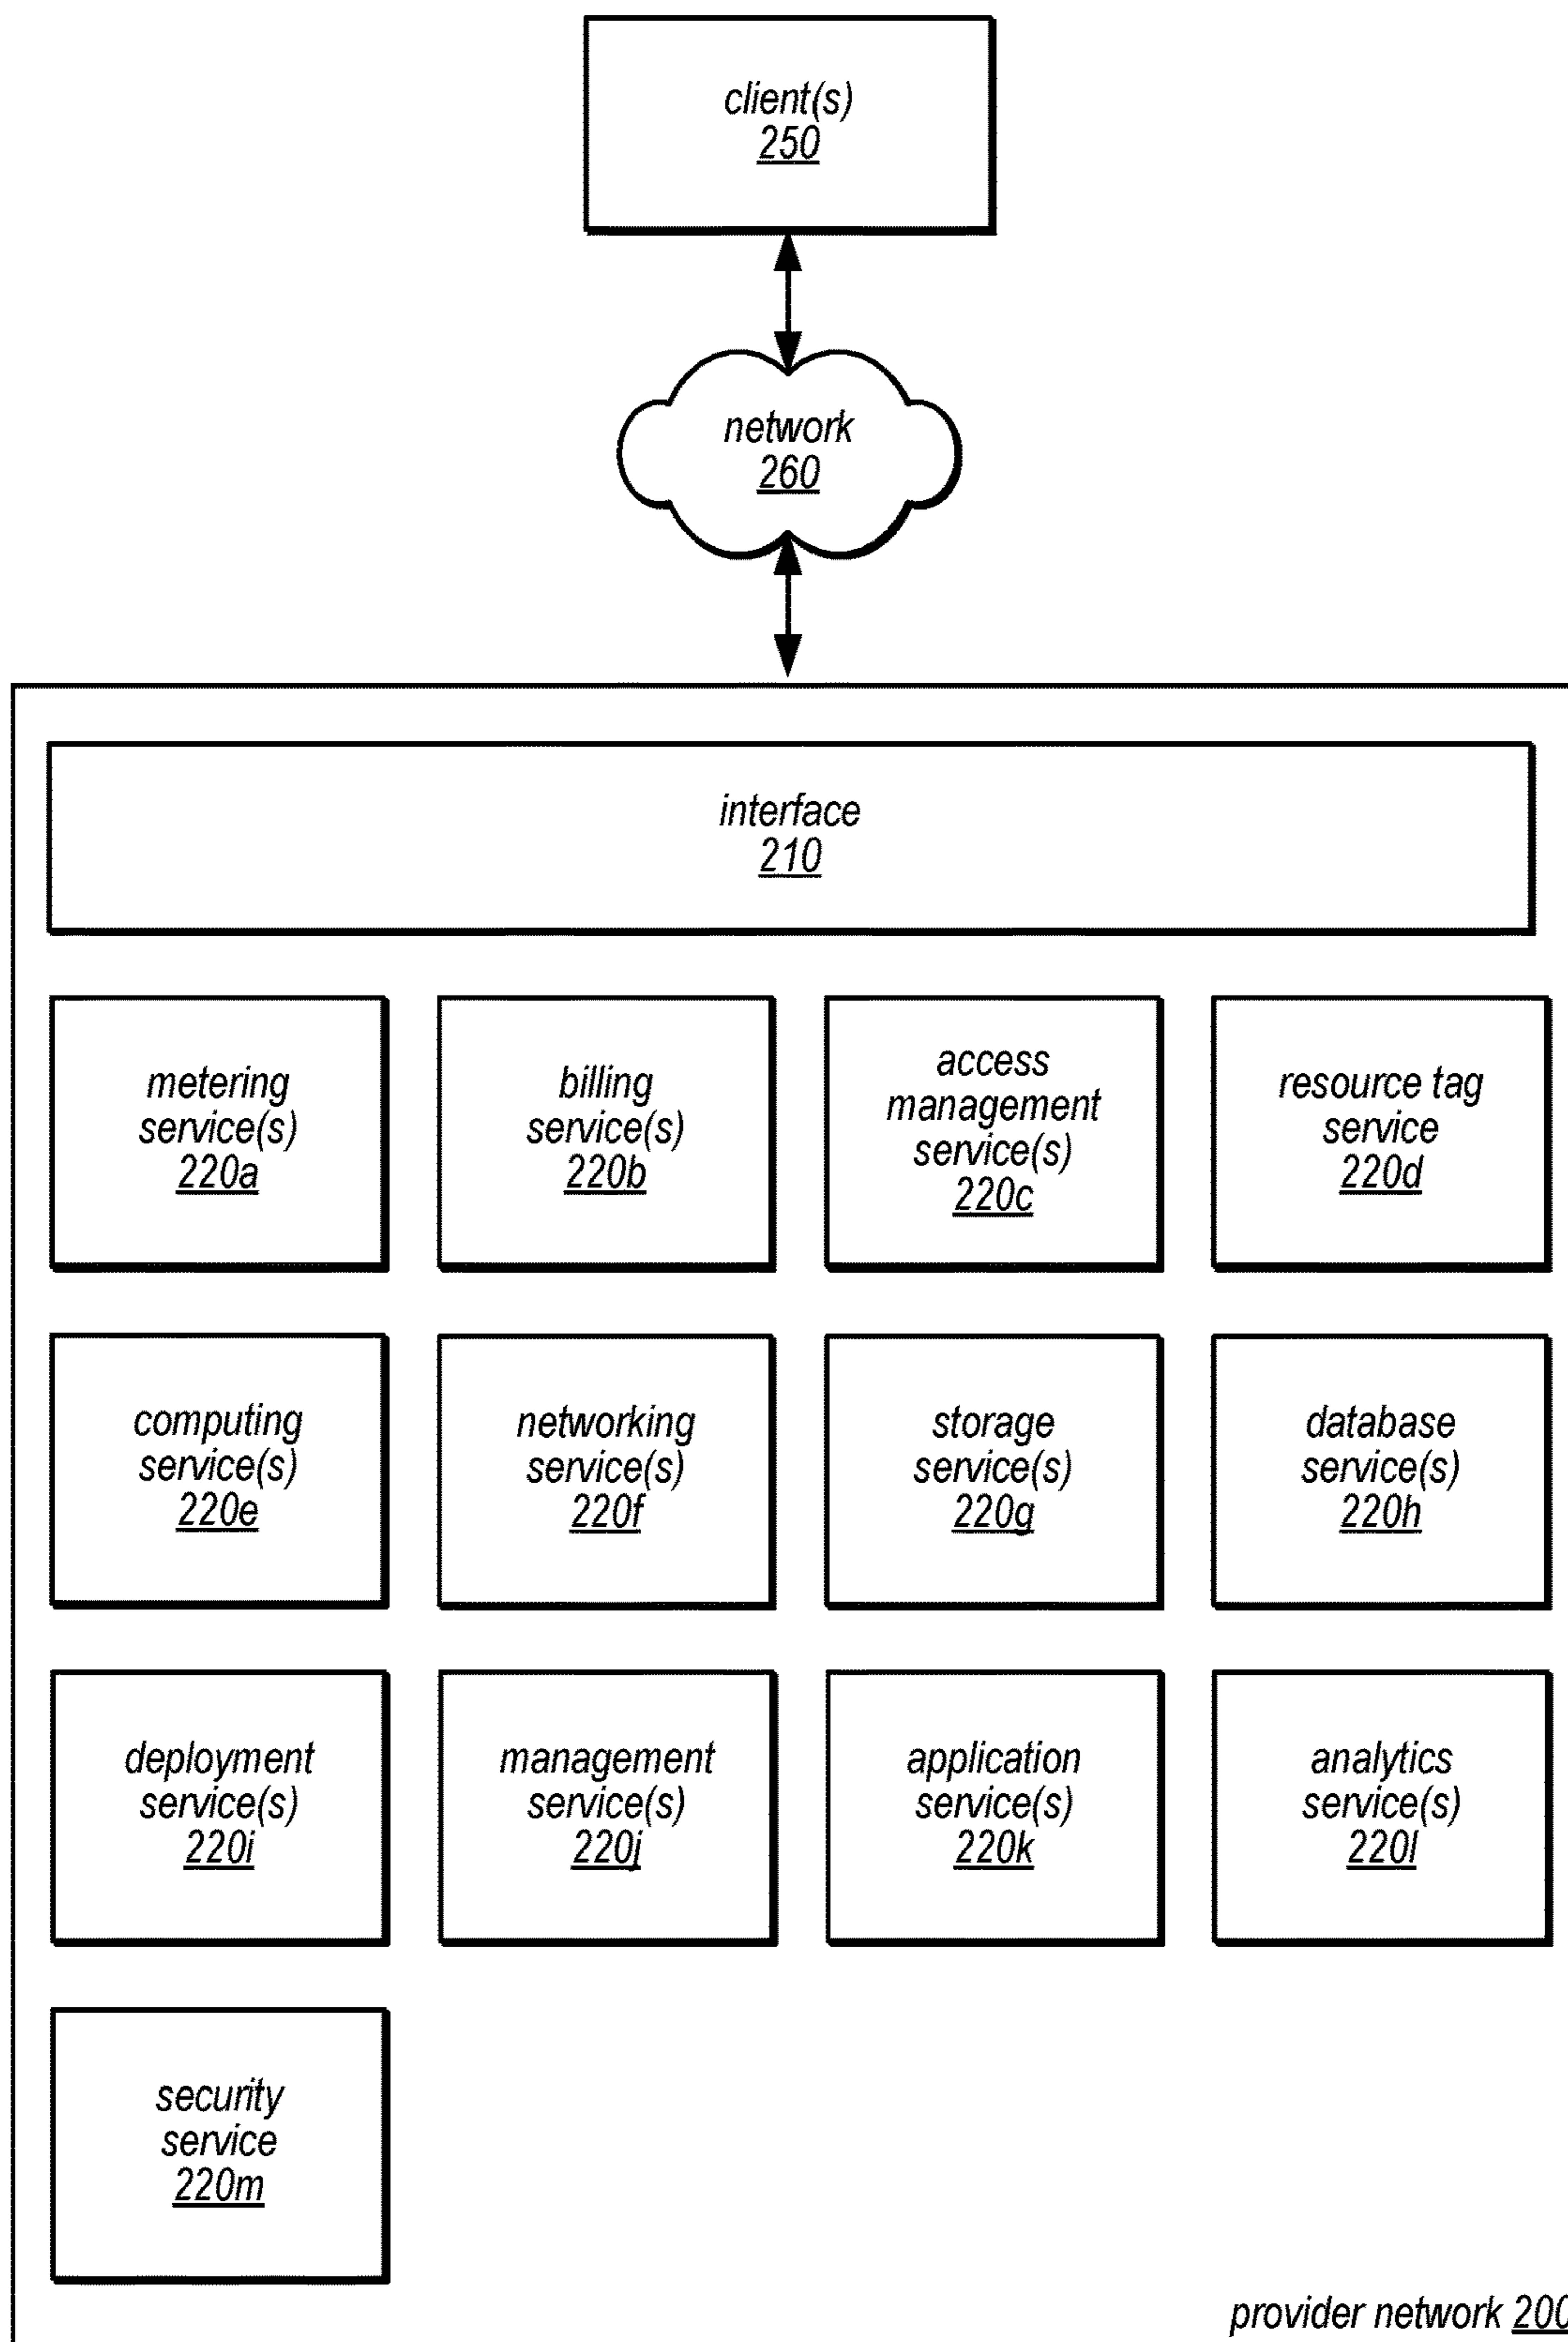 client(s)
250
network
260
interface
210
metering
service(s)
220a
billing
service(s)
220b
access
management
service(s)
220c
resource tag
service
220d
computing
service(s)
220e
networking
service(s)
220f
storage
service(s)
220g
database
service(s)
220h
deployment
service(s)
220i
management
service(s)
220j
application
service(s)
220k
analytics
service(s)
220l
security
service
220m
provider network 200